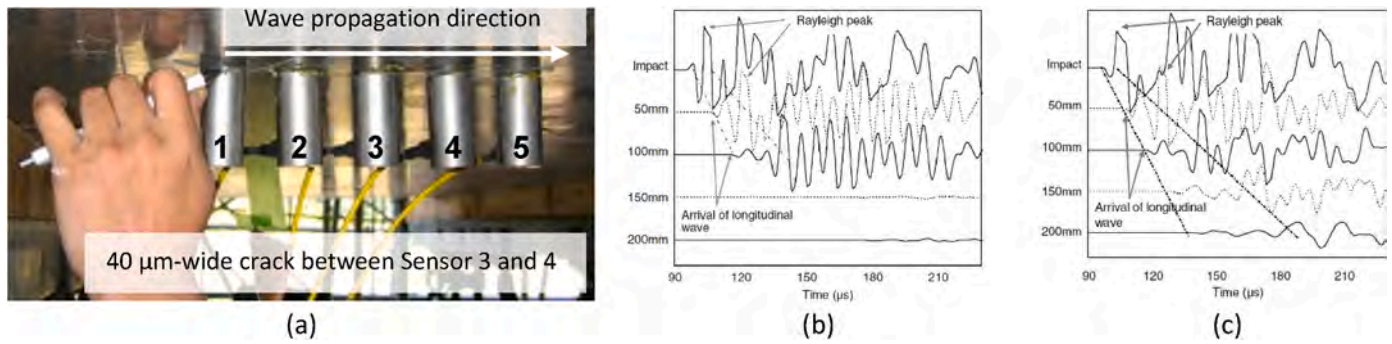 Wave propagation direction
1 2 3 4 5
40 µm-wide crack between Sensor 3 and 4
(a)
Rayleigh peak
Impact
50mm
100mm
150mm
Arrival of longitudinal
wave
200mm
90 120 150 180 210
Time (µs)
(b)
Rayleigh peak
Impact
50mm
100mm
150mm
Arrival of longitudinal
wave
200mm
90 120 150 180 210
Time (µs)
(c)